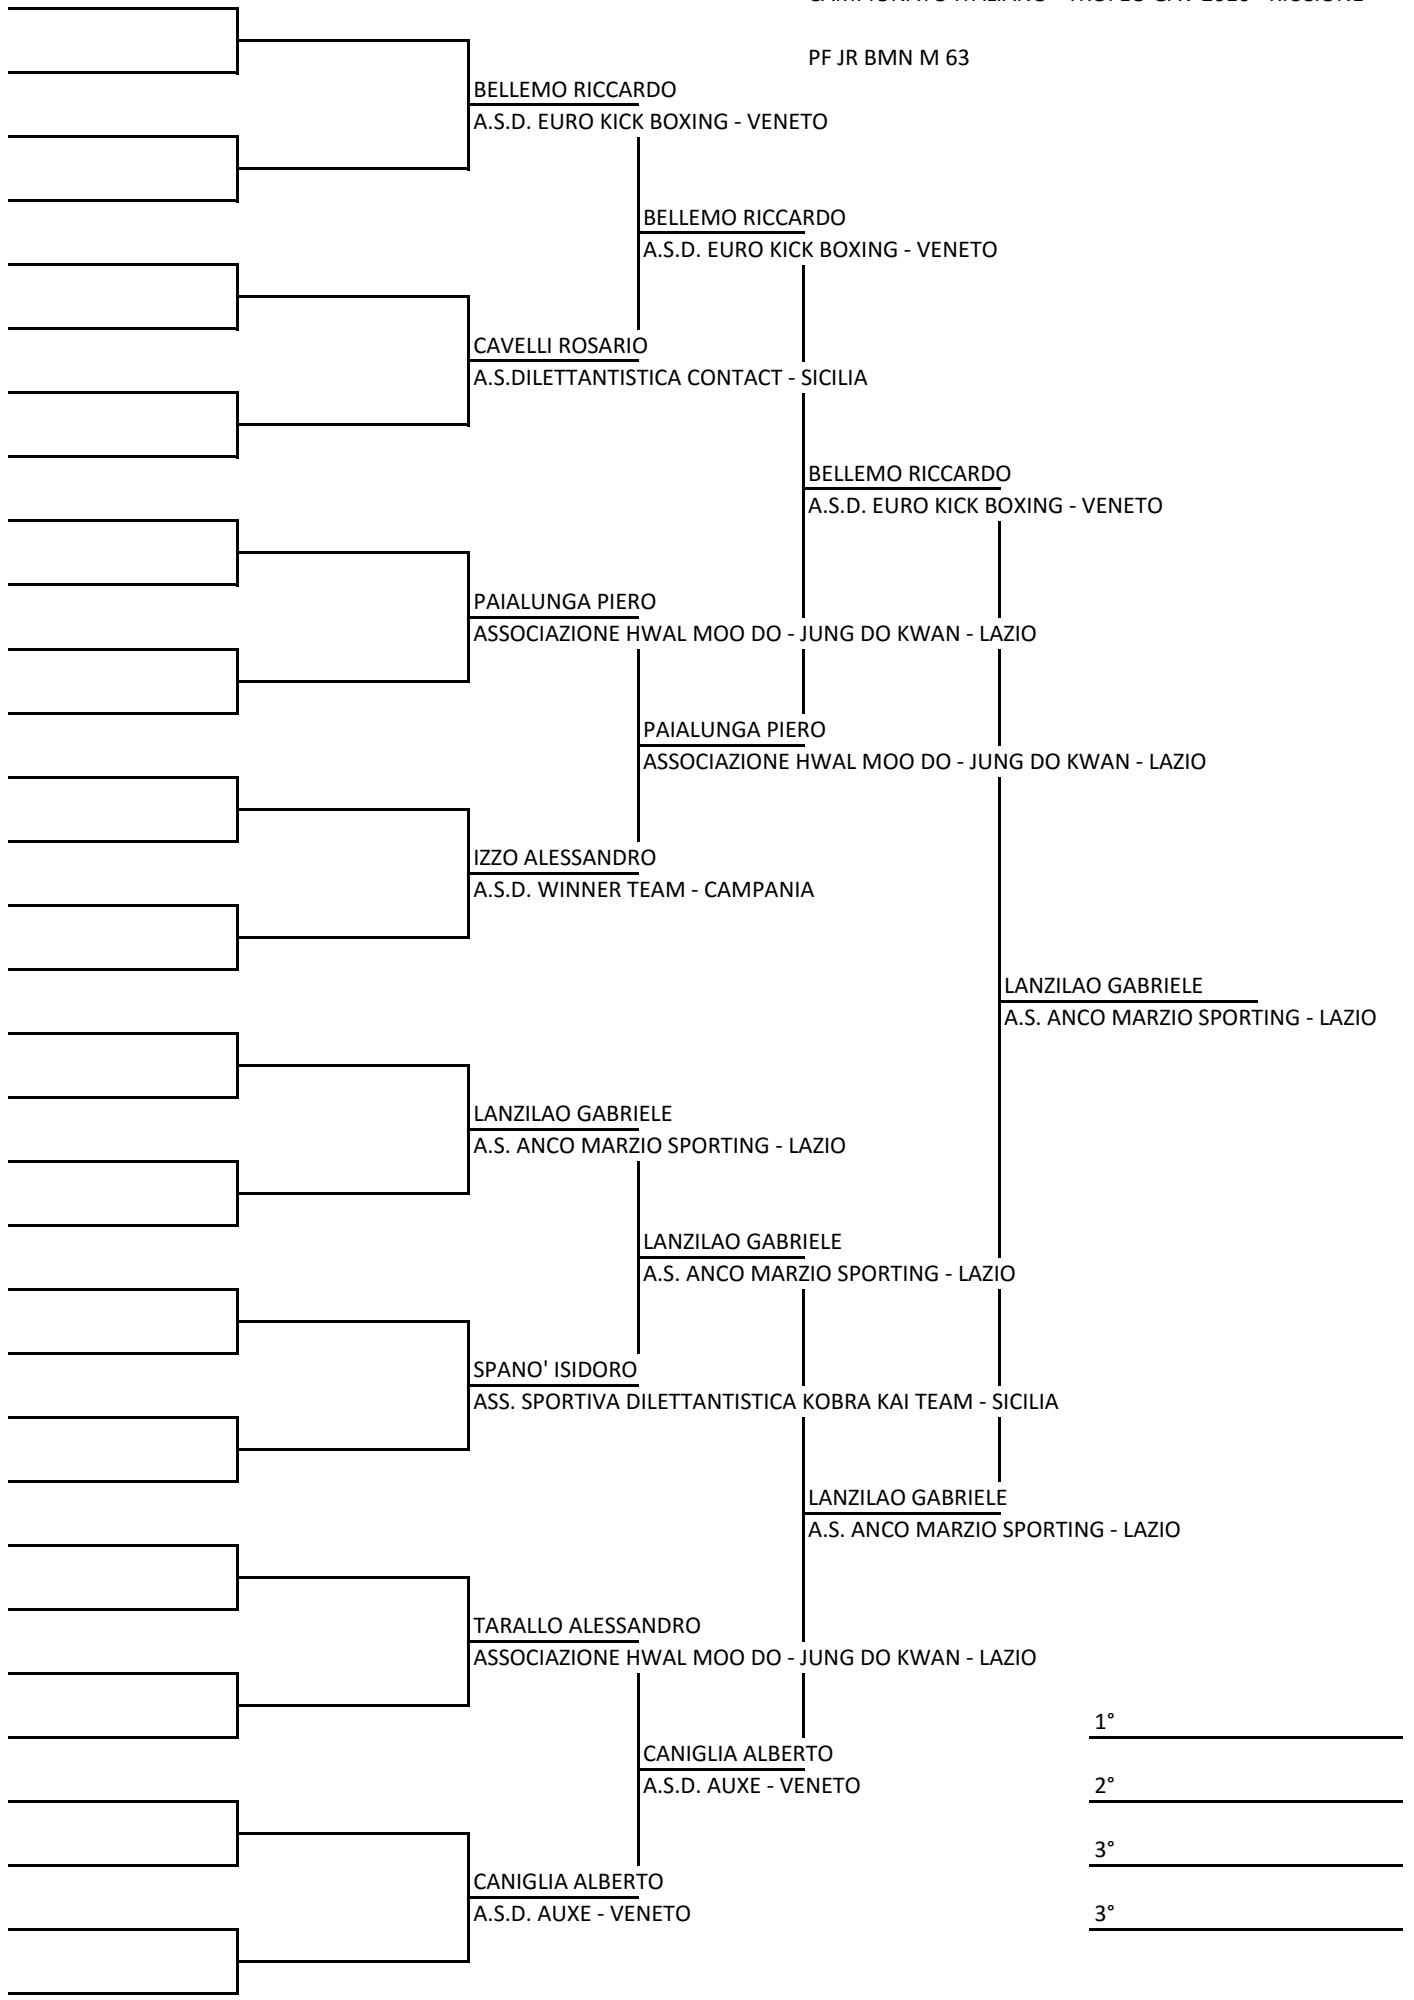 PF JR BMN M 63
BELLEMO RICCARDO
A.S.D. EURO KICK BOXING - VENETO
BELLEMO RICCARDO
A.S.D. EURO KICK BOXING - VENETO
CAVELLI ROSARIO
A.S.DILETTANTISTICA CONTACT - SICILIA
BELLEMO RICCARDO
A.S.D. EURO KICK BOXING - VENETO
PAIALUNGA PIERO
ASSOCIAZIONE HWAL MOO DO - JUNG DO KWAN - LAZIO
PAIALUNGA PIERO
ASSOCIAZIONE HWAL MOO DO - JUNG DO KWAN - LAZIO
IZZO ALESSANDRO
A.S.D. WINNER TEAM - CAMPANIA
LANZILAO GABRIELE
A.S. ANCO MARZIO SPORTING - LAZIO
LANZILAO GABRIELE
A.S. ANCO MARZIO SPORTING - LAZIO
LANZILAO GABRIELE
A.S. ANCO MARZIO SPORTING - LAZIO
SPANO' ISIDORO
ASS. SPORTIVA DILETTANTISTICA KOBRA KAI TEAM - SICILIA
LANZILAO GABRIELE
A.S. ANCO MARZIO SPORTING - LAZIO
TARALLO ALESSANDRO
ASSOCIAZIONE HWAL MOO DO - JUNG DO KWAN - LAZIO
1°
CANIGLIA ALBERTO
A.S.D. AUXE - VENETO
2°
3°
CANIGLIA ALBERTO
A.S.D. AUXE - VENETO
3°